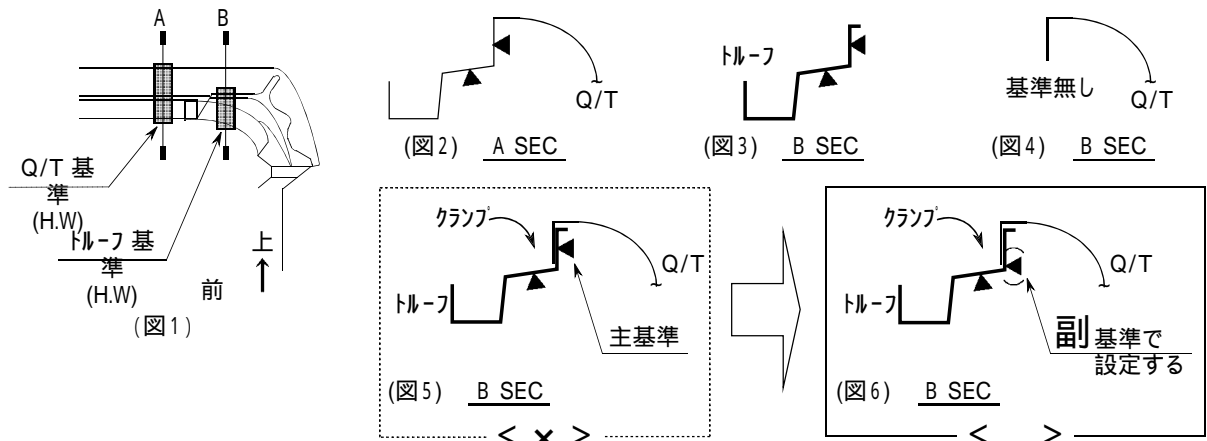 A
B
Q/T 基
準
(H.W)
ﾄﾙｰﾌ 基
準
(H.W)
前
上
(図1)
Q/T
(図2) A SEC
ﾄﾙｰﾌ
(図3) B SEC
基準無し
Q/T
(図4) B SEC
ｸﾗﾝﾌﾟ
Q/T
ﾄﾙｰﾌ
主基準
(図5) B SEC
< × >
ｸﾗﾝﾌﾟ
Q/T
ﾄﾙｰﾌ
副基準で
設定する
(図6) B SEC
< >